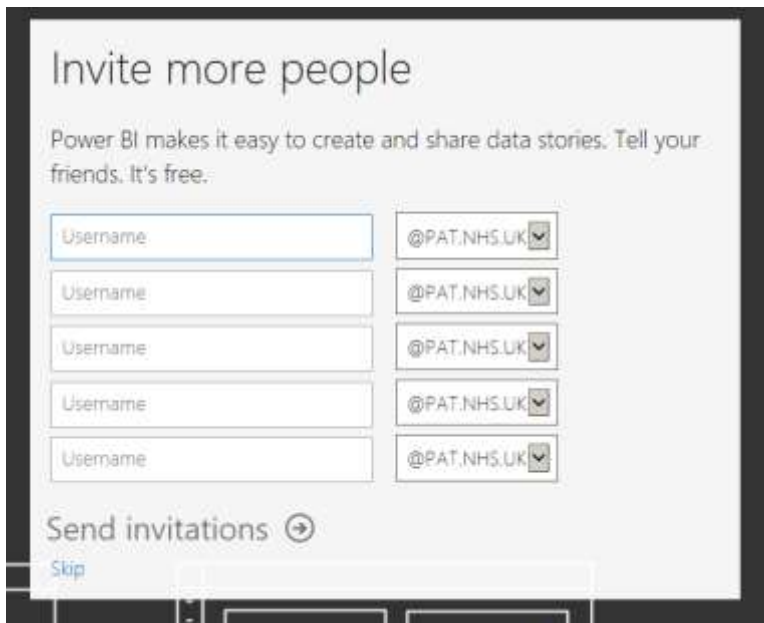 Invite more people
Power BI makes it easy to create and share data stories. Tell your
friends. It's free.
Username @PAT.NHS.UK
Username @PAT.NHS.UK
Username @PAT.NHS.UK
Username @PAT.NHS.UK
Username @PAT.NHS.UK
Send invitations
Skip